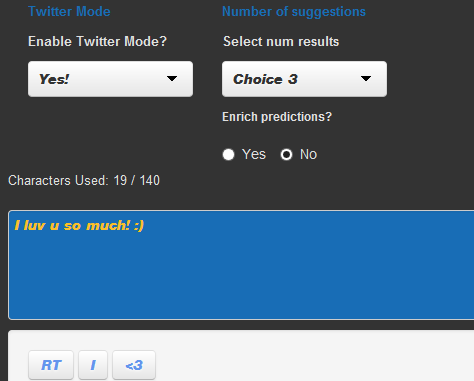 Twitter Mode
Number of suggestions
Enable Twitter Mode?
Select num results
Yes!
Choice 3
Enrich predictions?
Yes
No
Characters Used: 19 / 140
I luv u so much! :)
RT
I
<3